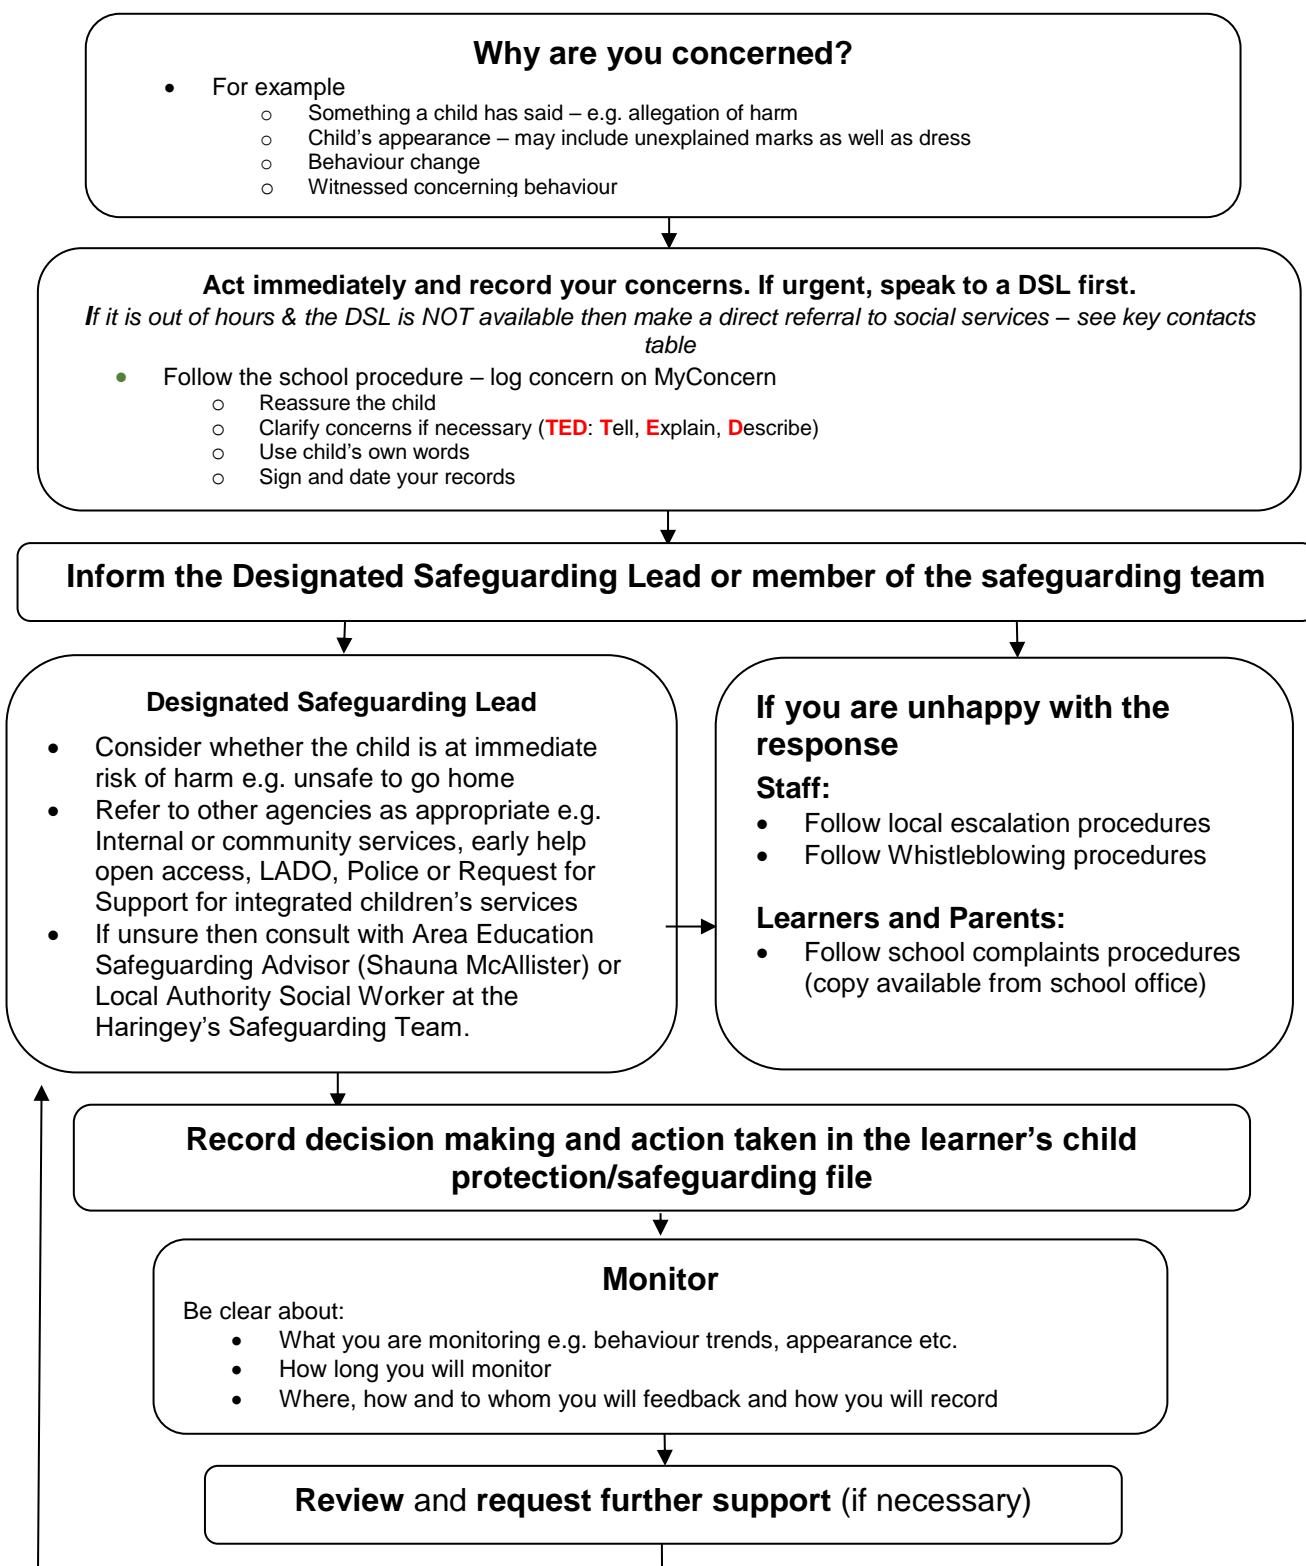 Why are you concerned?
• For example
o Something a child has said – e.g. allegation of harm
o Child's appearance – may include unexplained marks as well as dress
o Behaviour change
o Witnessed concerning behaviour
Act immediately and record your concerns. If urgent, speak to a DSL first.
If it is out of hours & the DSL is NOT available then make a direct referral to social services – see key contacts
table
• Follow the school procedure – log concern on MyConcern
o Reassure the child
o Clarify concerns if necessary (TED: Tell, Explain, Describe)
o Use child's own words
o Sign and date your records
Inform the Designated Safeguarding Lead or member of the safeguarding team
Designated Safeguarding Lead
• Consider whether the child is at immediate
risk of harm e.g. unsafe to go home
• Refer to other agencies as appropriate e.g.
Internal or community services, early help
open access, LADO, Police or Request for
Support for integrated children's services
• If unsure then consult with Area Education
Safeguarding Advisor (Shauna McAllister) or
Local Authority Social Worker at the
Haringey's Safeguarding Team.
If you are unhappy with the
response
Staff:
• Follow local escalation procedures
• Follow Whistleblowing procedures
Learners and Parents:
• Follow school complaints procedures
(copy available from school office)
Record decision making and action taken in the learner's child
protection/safeguarding file
Monitor
Be clear about:
• What you are monitoring e.g. behaviour trends, appearance etc.
• How long you will monitor
• Where, how and to whom you will feedback and how you will record
Review and request further support (if necessary)